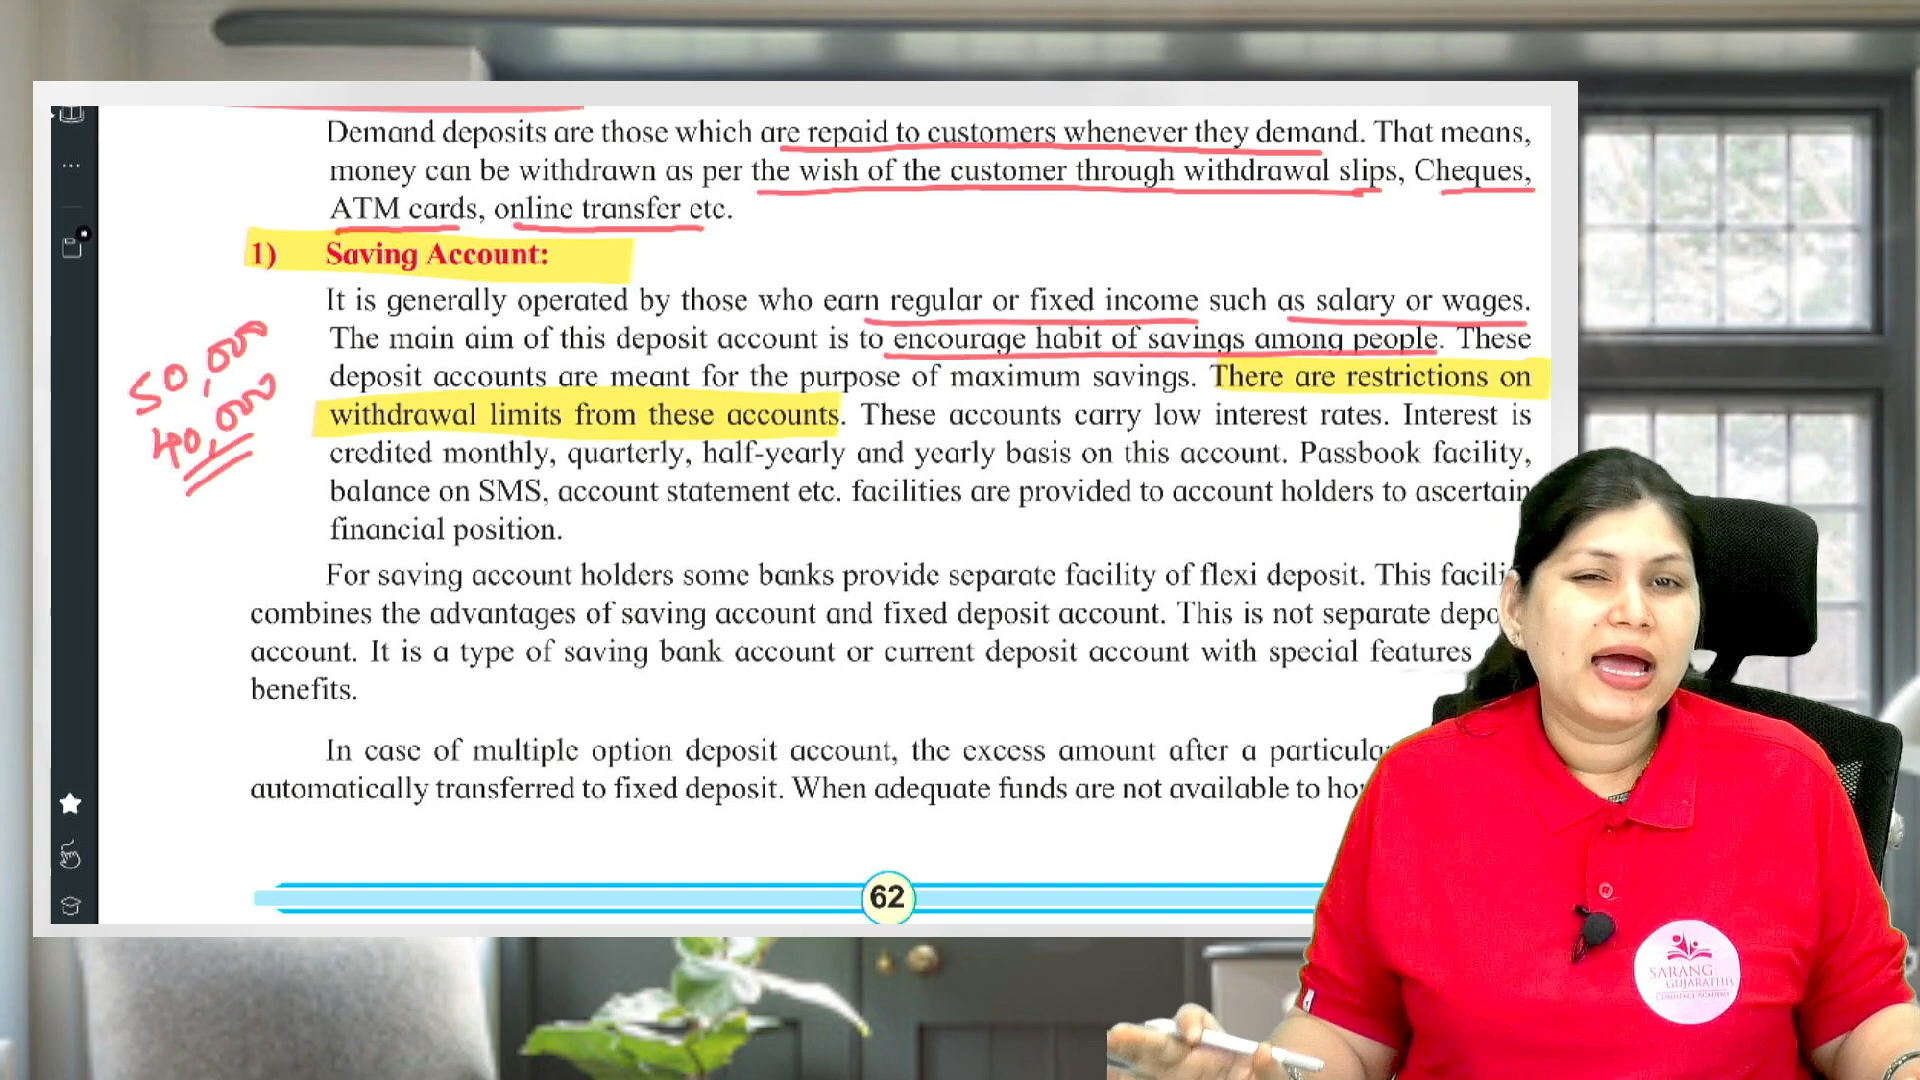 Demand deposits are those which are repaid to customers whenever they demand. That means,
money can be withdrawn as per the wish of the customer through withdrawal slips, Cheques,
ATM cards, online transfer etc.
1) Saving Account:
It is generally operated by those who earn regular or fixed income such as salary or wages.
The main aim of this deposit account is to encourage habit of savings among people. These
deposit accounts are meant for the purpose of maximum savings. There are restrictions on
withdrawal limits from these accounts. These accounts carry low interest rates. Interest is
credited monthly, quarterly, half-yearly and yearly basis on this account. Passbook facility,
balance on SMS, account statement etc. facilities are provided to account holders to ascertain
financial position.
50,000
40,000
For saving account holders some banks provide separate facility of flexi deposit. This facili
combines the advantages of saving account and fixed deposit account. This is not separate depo
account. It is a type of saving bank account or current deposit account with special features
benefits.
In case of multiple option deposit account, the excess amount after a particula
automatically transferred to fixed deposit. When adequate funds are not available to ho
62
SARANG
GUJARATHIS
COMMERCE ACADEMY